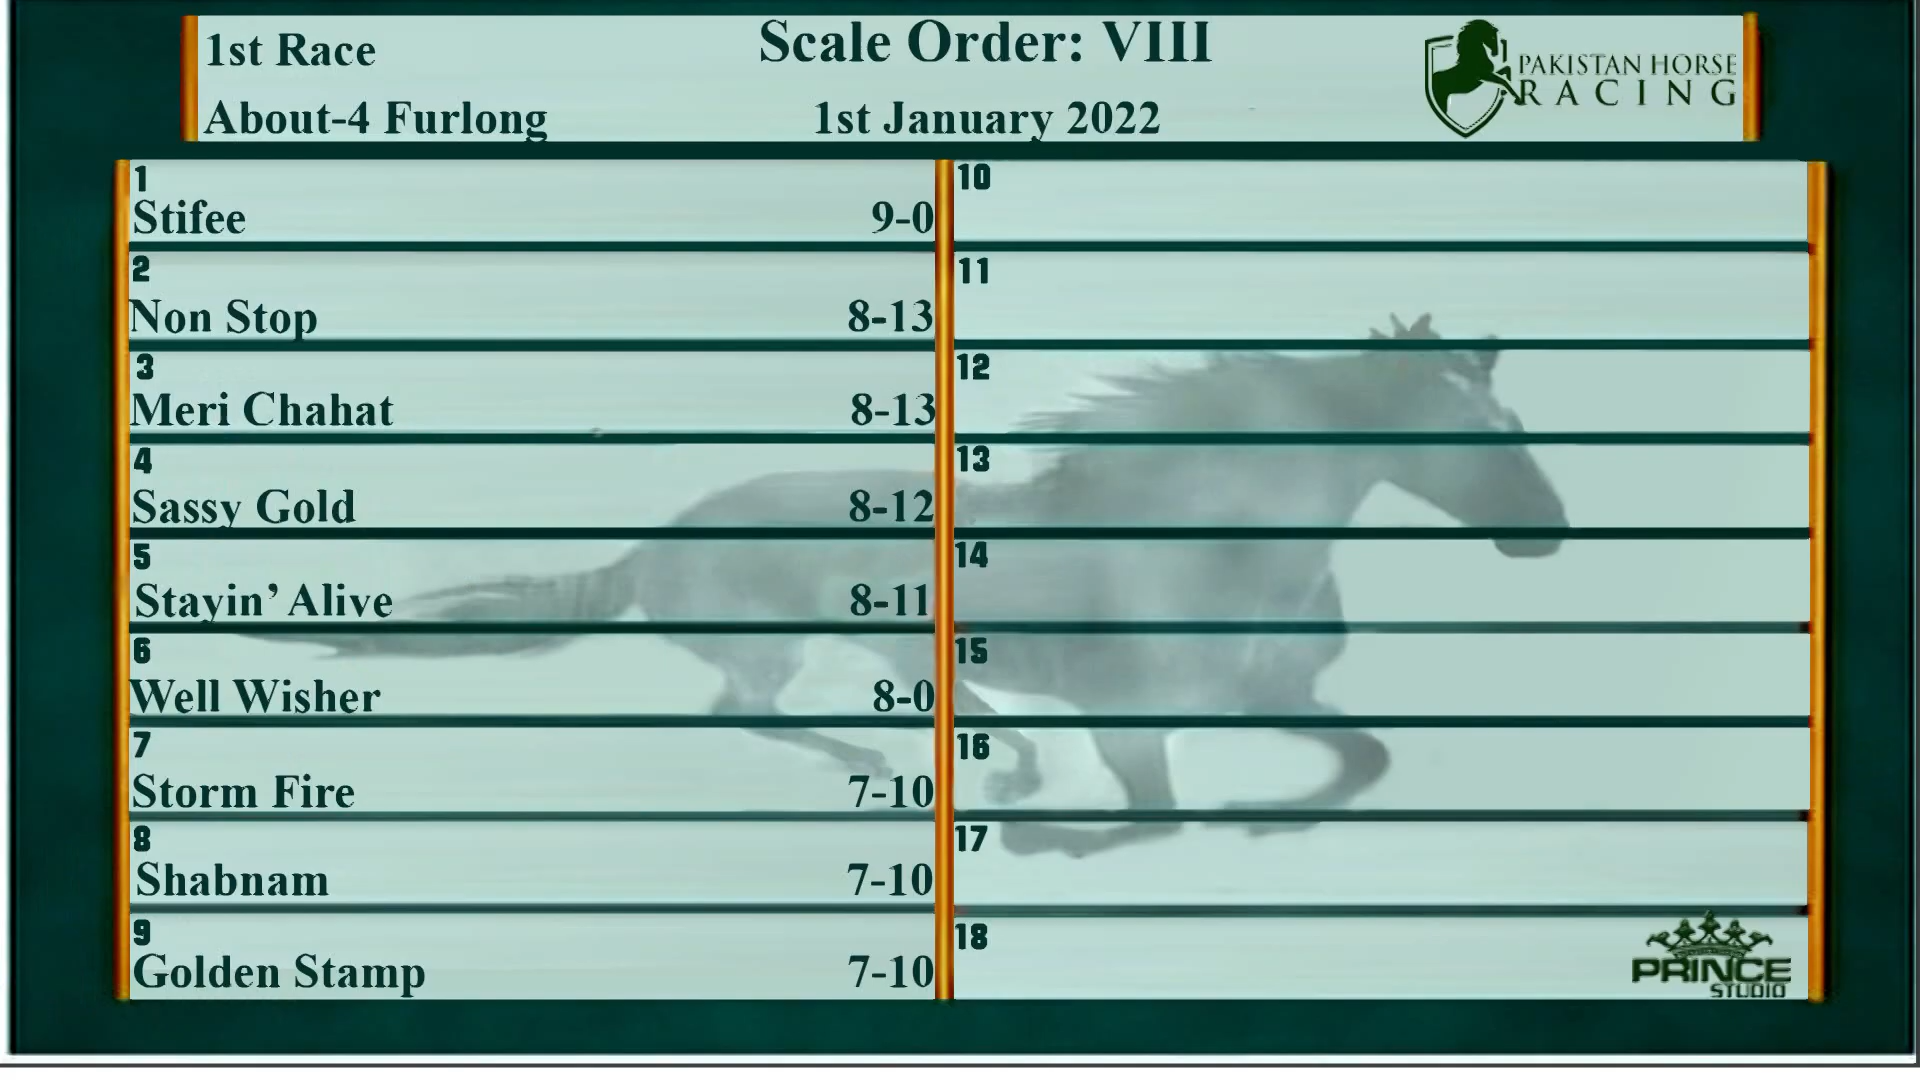 1st Race
Scale Order: VIII
About-4 Furlong
1st January 2022
PAKISTAN HORSE
RACING
1
Stifee 9-0
2
Non Stop 8-13
3
Meri Chahat 8-13
4
Sassy Gold 8-12
5
Stayin’ Alive 8-11
6
Well Wisher 8-0
7
Storm Fire 7-10
8
Shabnam 7-10
9
Golden Stamp 7-10
10
11
12
13
14
15
16
17
18
PRINCE
STUDIO